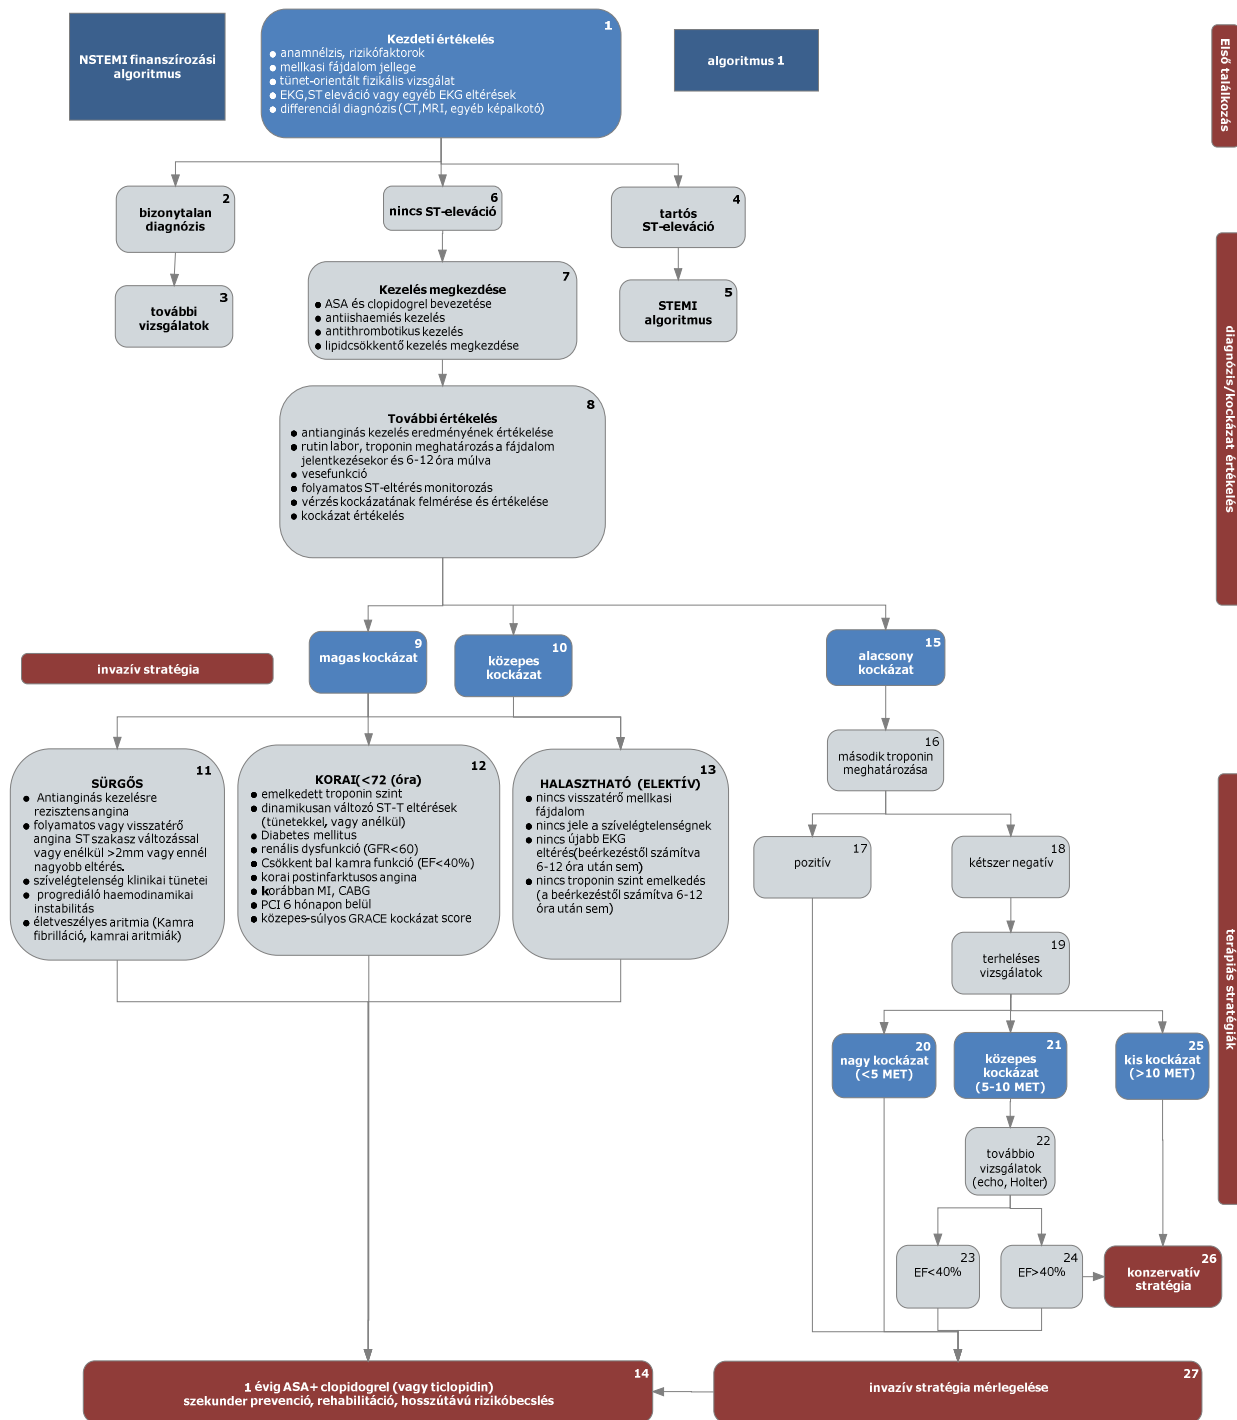 NSTEMI finanszírozási
algoritmus
1
Kezdeti értékelés
● anamnélzis, rizikófaktorok
● mellkasi fájdalom jellege
● tünet-orientált fizikális vizsgálat
● EKG,ST eleváció vagy egyéb EKG eltérések
● differenciál diagnózis (CT,MRI, egyéb képalkotó)
algoritmus 1
Első találkozás
2
bizonytalan
diagnózis
6
nincs ST-eleváció
4
tartós
ST-eleváció
3
további
vizsgálatok
7
Kezelés megkezdése
● ASA és clopidogrel bevezetése
● antiishaemiés kezelés
● antithrombotikus kezelés
● lipidcsökkentő kezelés megkezdése
5
STEMI
algoritmus
diagnózis/kockázat értékelés
8
További értékelés
● antianginás kezelés eredményének értékelése
● rutin labor, troponin meghatározás a fájdalom
jelentkezésekor és 6-12 óra múlva
● vesefunkció
● folyamatos ST-eltérés monitorozás
● vérzés kockázatának felmérése és értékelése
● kockázat értékelés
invazív stratégia
9
magas kockázat
10
közepes
kockázat
15
alacsony
kockázat
11
SÜRGŐS
● Antianginás kezelésre
rezisztens angina
● folyamatos vagy visszatérő
angina ST szakasz változással
vagy enélkül >2mm vagy ennél
nagyobb eltérés.
● szívelégtelenség klinikai tünetei
● progrediáló haemodinamikai
instabilitás
● életveszélyes aritmia (Kamra
fibrilláció, kamrai aritmiák)
12
KORAI(<72 (óra)
● emelkedett troponin szint
● dinamikusan változó ST-T eltérések
(tünetekkel, vagy anélkül)
● Diabetes mellitus
● renális dysfunkció (GFR<60)
● Csökkent bal kamra funkció (EF<40%)
● korai postinfarktusos angina
● korábban MI, CABG
● PCI 6 hónapon belül
● közepes-súlyos GRACE kockázat score
13
HALASZTHATÓ (ELEKTÍV)
● nincs visszatérő mellkasi
fájdalom
● nincs jele a szívelégtelenségnek
● nincs újabb EKG
eltérés(beérkezéstől számítva
6-12 óra után sem)
● nincs troponin szint emelkedés
(a beérkezéstől számítva 6-12
óra után sem)
16
második troponin
meghatározása
17
pozitív
18
kétszer negatív
19
terheléses
vizsgálatok
terápiás stratégiák
20
nagy kockázat
(<5 MET)
21
közepes
kockázat
(5-10 MET)
25
kis kockázat
(>10 MET)
22
továbbio
vizsgálatok
(echo, Holter)
23
EF<40%
24
EF>40%
26
konzervatív
stratégia
14
1 évig ASA+ clopidogrel (vagy ticlopidin)
szekunder prevenció, rehabilitáció, hosszútávú rizikóbecslés
27
invazív stratégia mérlegelése